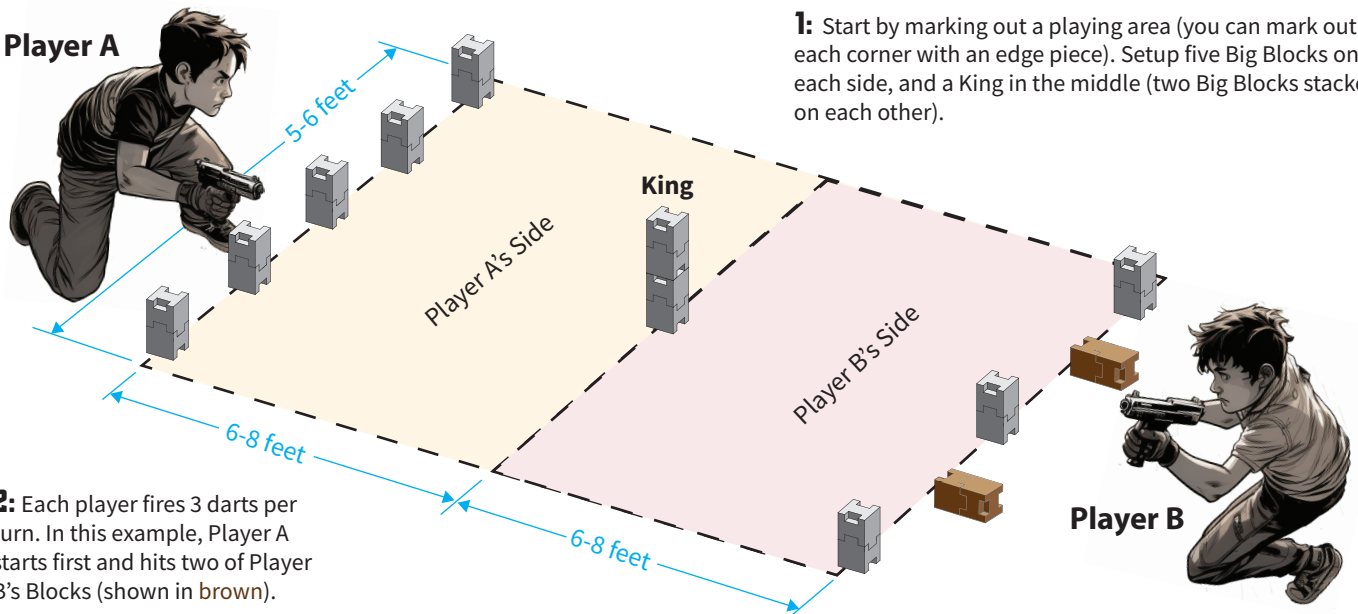 Player A
1: Start by marking out a playing area (you can mark out
each corner with an edge piece). Setup five Big Blocks on
each side, and a King in the middle (two Big Blocks stacke
on each other).
5-6 feet
King
Player A's Side
Player B's Side
6-8 feet
6-8 feet
Player B
2: Each player fires 3 darts per
urn. In this example, Player A
starts first and hits two of Player
B's Blocks (shown in brown).